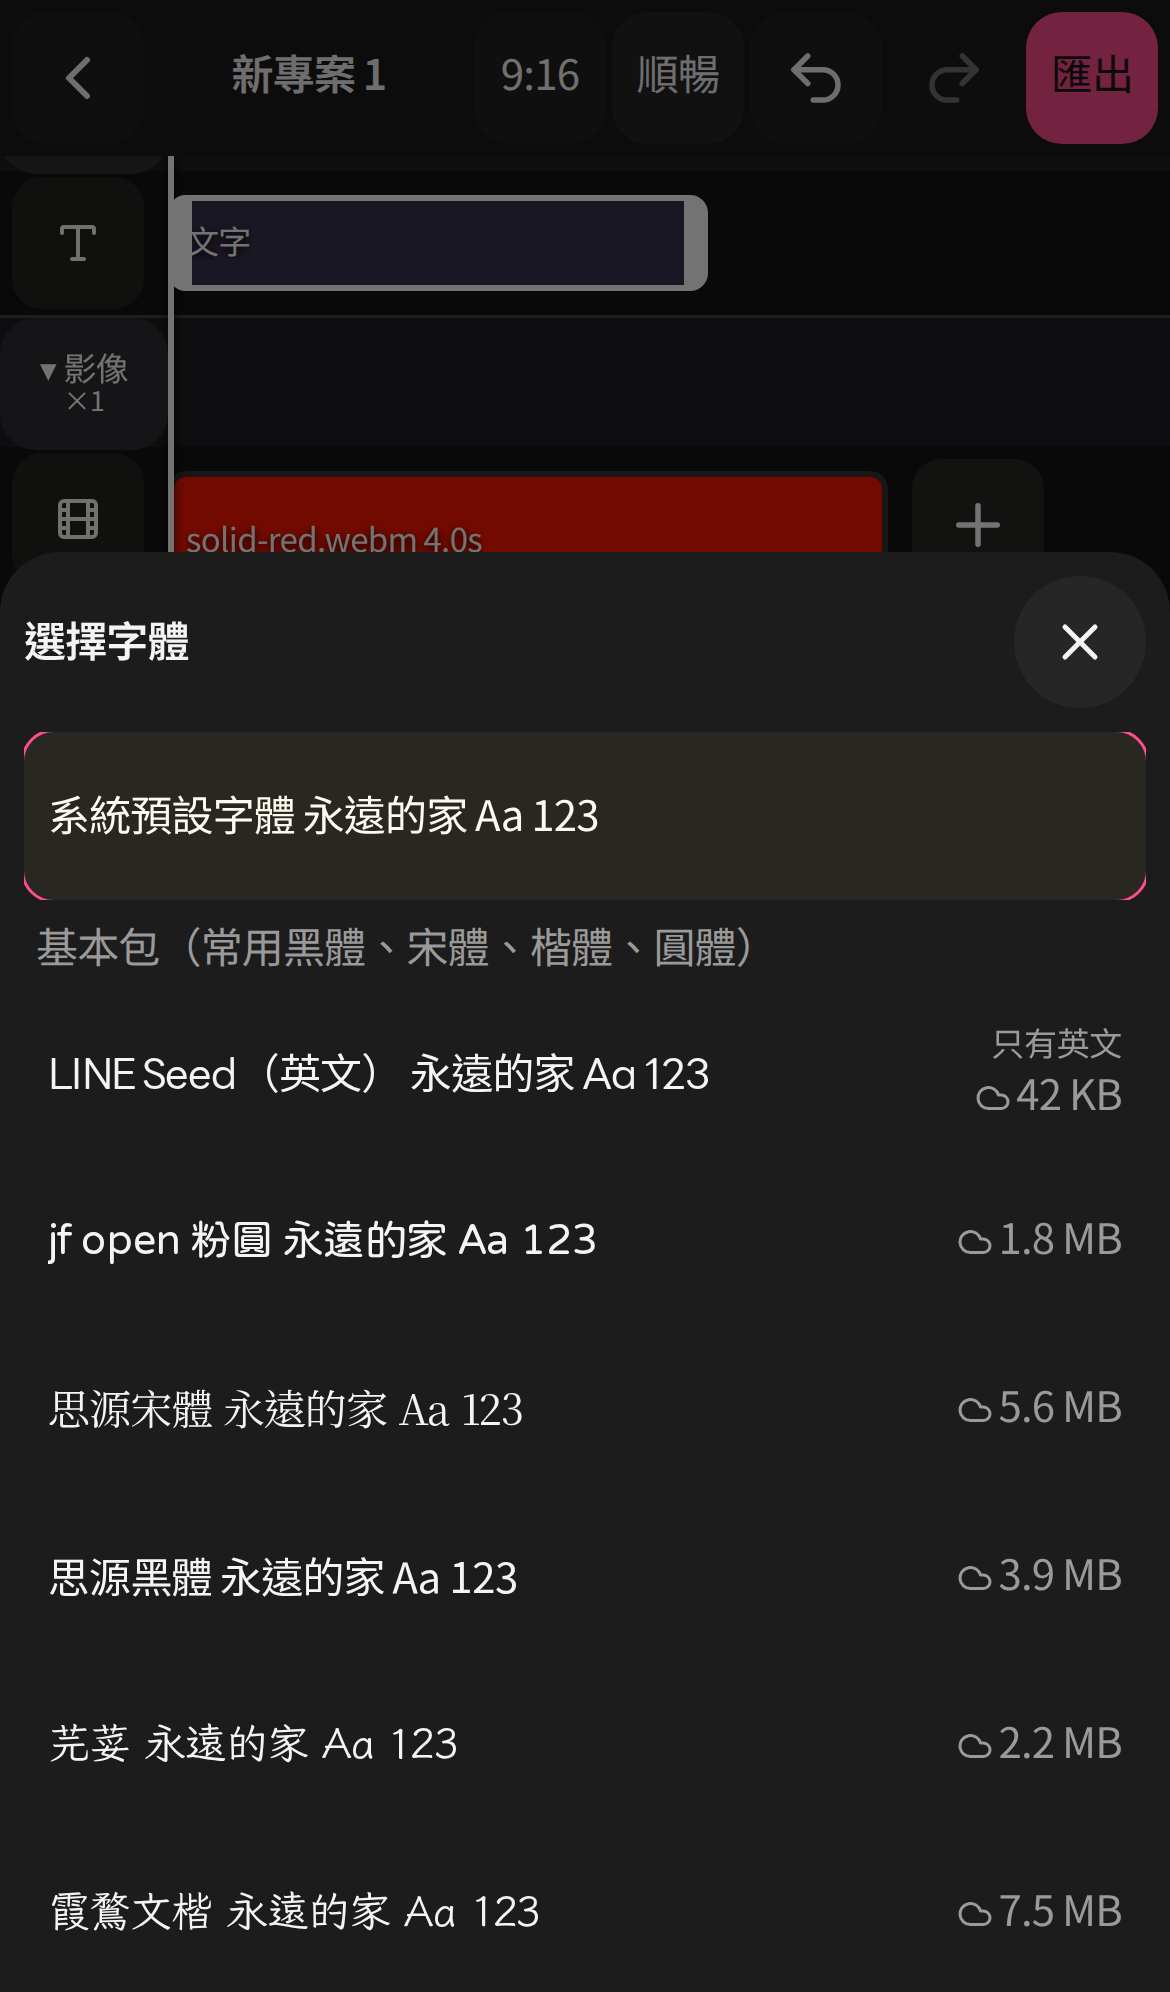 新專案 1
9:16
順暢
匯出
文字
▾ 影像
×1
solid-red.webm 4.0s
選擇字體
系統預設字體 永遠的家 Aa 123
基本包（常用黑體、宋體、楷體、圓體）
LINE Seed（英文） 永遠的家 Aa 123
只有英文
42 KB
jf open 粉圓 永遠的家 Aa 123
1.8 MB
思源宋體 永遠的家 Aa 123
5.6 MB
思源黑體 永遠的家 Aa 123
3.9 MB
芫荽 永遠的家 Aa 123
2.2 MB
霞鶩文楷 永遠的家 Aa 123
7.5 MB